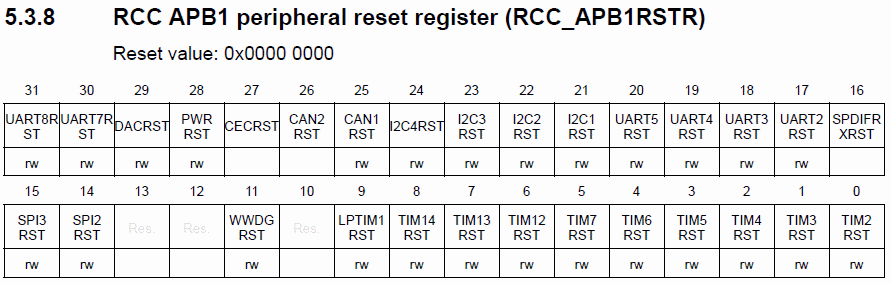 5.3.8 RCC APB1 peripheral reset register (RCC_APB1RSTR)
Reset value: 0x0000 0000
31 30 29 28 27 26 25 24 23 22 21 20 19 18 17 16
UART8R UART7R DACRST PWR CECRST CAN2 CAN1 I2C4RST I2C3 I2C2 I2C1 UART5 UART4 UART3 UART2 SPDIFR
ST ST RST RST RST RST RST RST RST RST RST RST XRST
rw rw rw rw rw rw rw rw rw rw rw rw rw
15 14 13 12 11 10 9 8 7 6 5 4 3 2 1 0
SPI3 SPI2 Res. Res. WWDG Res. LPTIM1 TIM14 TIM13 TIM12 TIM7 TIM6 TIM5 TIM4 TIM3 TIM2
RST RST RST RST RST RST RST RST RST RST RST RST RST
rw rw rw rw rw rw rw rw rw rw rw rw rw